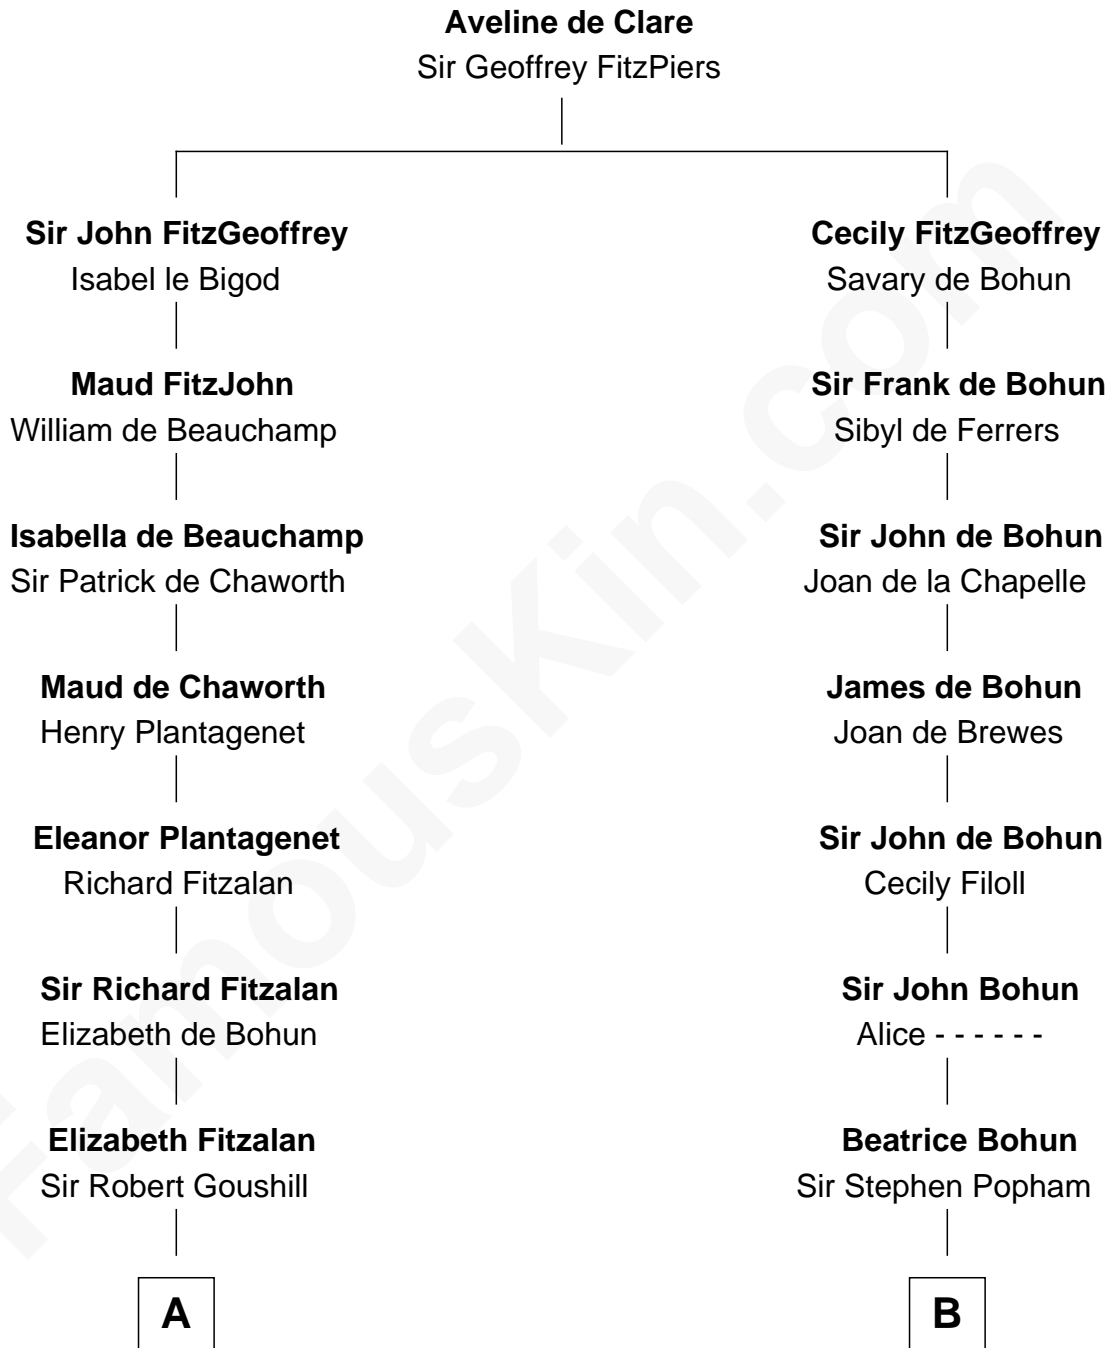 Aveline de Clare
Sir Geoffrey FitzPiers
Sir John FitzGeoffrey
Isabel le Bigod
Maud FitzJohn
William de Beauchamp
Isabella de Beauchamp
Sir Patrick de Chaworth
Maud de Chaworth
Henry Plantagenet
Eleanor Plantagenet
Richard Fitzalan
Sir Richard Fitzalan
Elizabeth de Bohun
Elizabeth Fitzalan
Sir Robert Goushill
A
Cecily FitzGeoffrey
Savary de Bohun
Sir Frank de Bohun
Sibyl de Ferrers
Sir John de Bohun
Joan de la Chapelle
James de Bohun
Joan de Brewes
Sir John de Bohun
Cecily Filoll
Sir John Bohun
Alice - - - - - -
Beatrice Bohun
Sir Stephen Popham
B
FamousKin.com